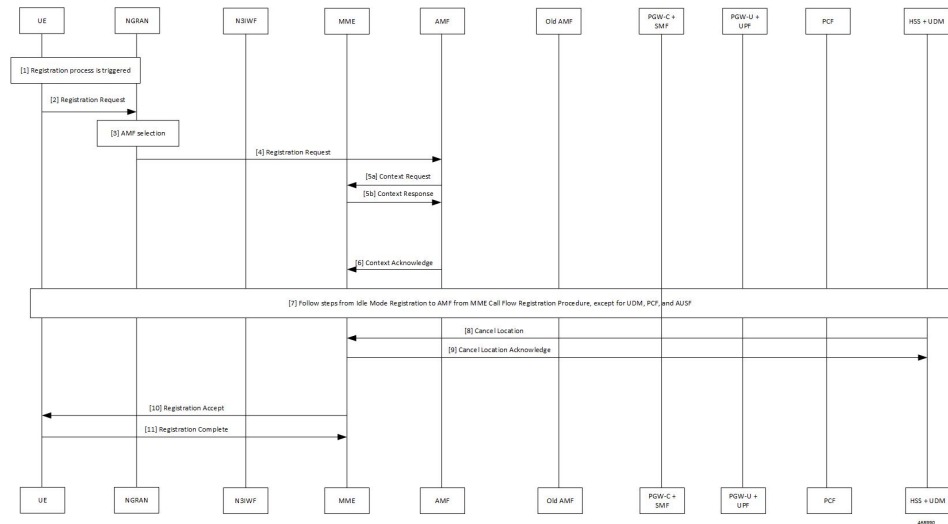 UE NGRAN N3IWF MME AMF Old AMF PGW-C + SMF PGW-U + UPF PCF HSS + UDM
[1] Registration process is triggered
[2] Registration Request
[3] AMF selection
[4] Registration Request
[5a] Context Request
[5b] Context Response
[6] Context Acknowledge
[7] Follow steps from Idle Mode Registration to AMF from MME Call Flow Registration Procedure, except for UDM, PCF, and AUSF
[8] Cancel Location
[9] Cancel Location Acknowledge
[10] Registration Accept
[11] Registration Complete
UE NGRAN N3IWF MME AMF Old AMF PGW-C + SMF PGW-U + UPF PCF HSS + UDM